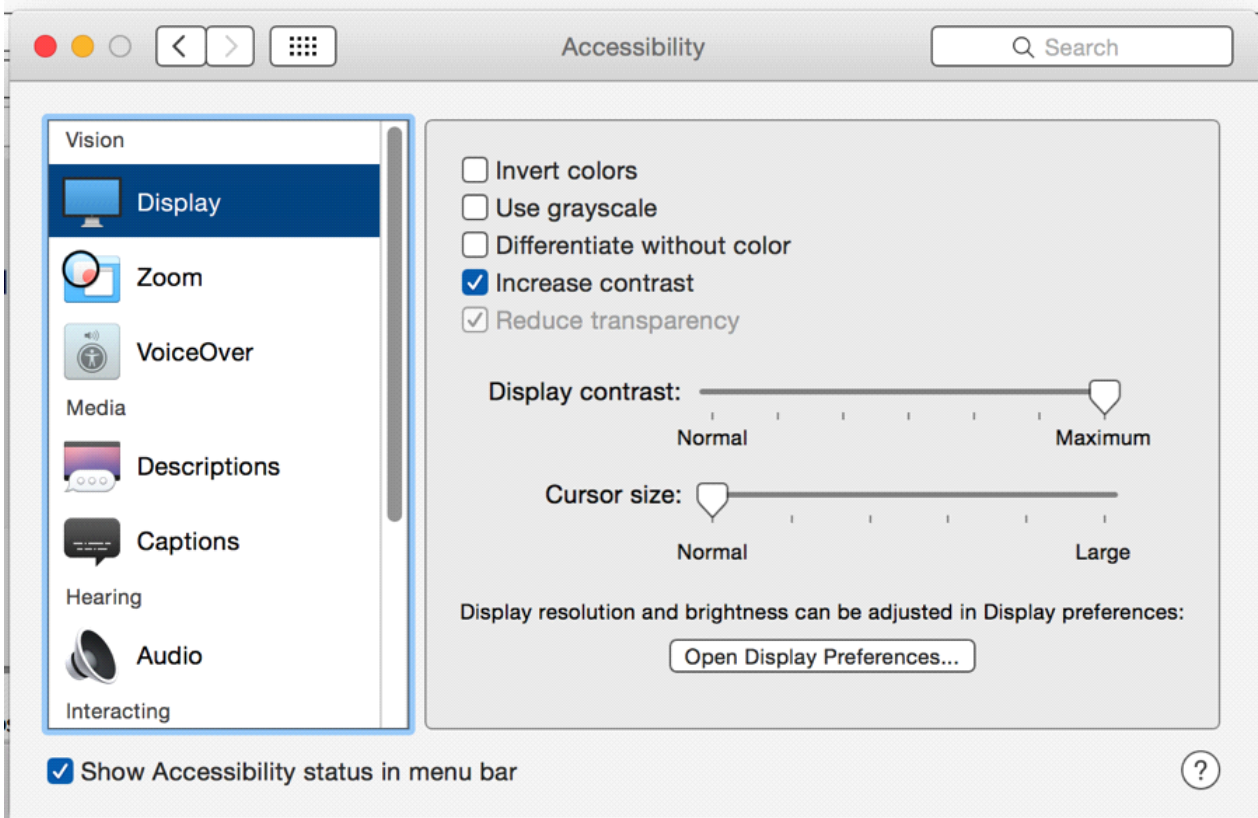 Accessibility
Search
Vision
Display
Zoom
VoiceOver
Media
Descriptions
Captions
Hearing
Audio
Interacting
Invert colors
Use grayscale
Differentiate without color
Increase contrast
Reduce transparency
Display contrast:
Normal Maximum
Cursor size:
Normal Large
Display resolution and brightness can be adjusted in Display preferences:
Open Display Preferences...
Show Accessibility status in menu bar
?